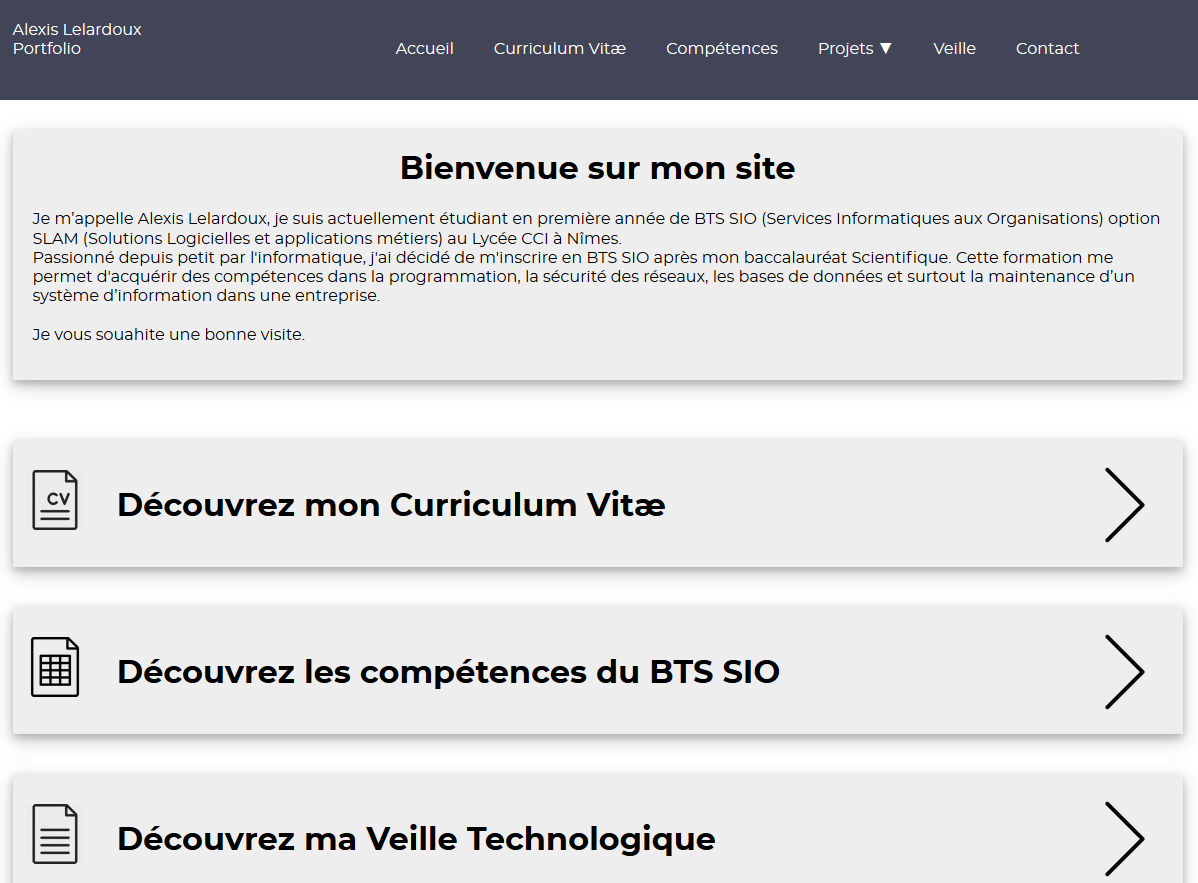 Alexis Lelardoux
Portfolio
Accueil Curriculum Vitæ Compétences Projets ▼ Veille Contact
Bienvenue sur mon site
Je m’appelle Alexis Lelardoux, je suis actuellement étudiant en première année de BTS SIO (Services Informatiques aux Organisations) option
SLAM (Solutions Logicielles et applications métiers) au Lycée CCI à Nîmes.
Passionné depuis petit par l'informatique, j'ai décidé de m'inscrire en BTS SIO après mon baccalauréat Scientifique. Cette formation me
permet d'acquérir des compétences dans la programmation, la sécurité des réseaux, les bases de données et surtout la maintenance d’un
système d’information dans une entreprise.
Je vous souahite une bonne visite.
CV
Découvrez mon Curriculum Vitæ
Découvrez les compétences du BTS SIO
Découvrez ma Veille Technologique